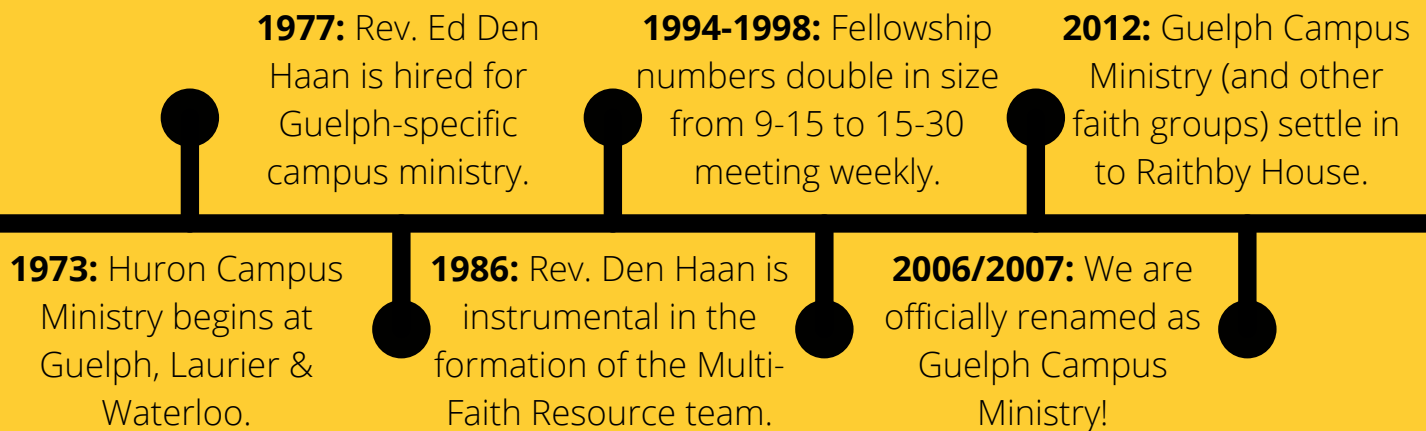 1973: Huron Campus
Ministry begins at
Guelph, Laurier &
Waterloo.
1977: Rev. Ed Den
Haan is hired for
Guelph-specific
campus ministry.
1986: Rev. Den Haan is
instrumental in the
formation of the Multi-
Faith Resource team.
1994-1998: Fellowship
numbers double in size
from 9-15 to 15-30
meeting weekly.
2006/2007: We are
officially renamed as
Guelph Campus
Ministry!
2012: Guelph Campus
Ministry (and other
faith groups) settle in
to Raithby House.